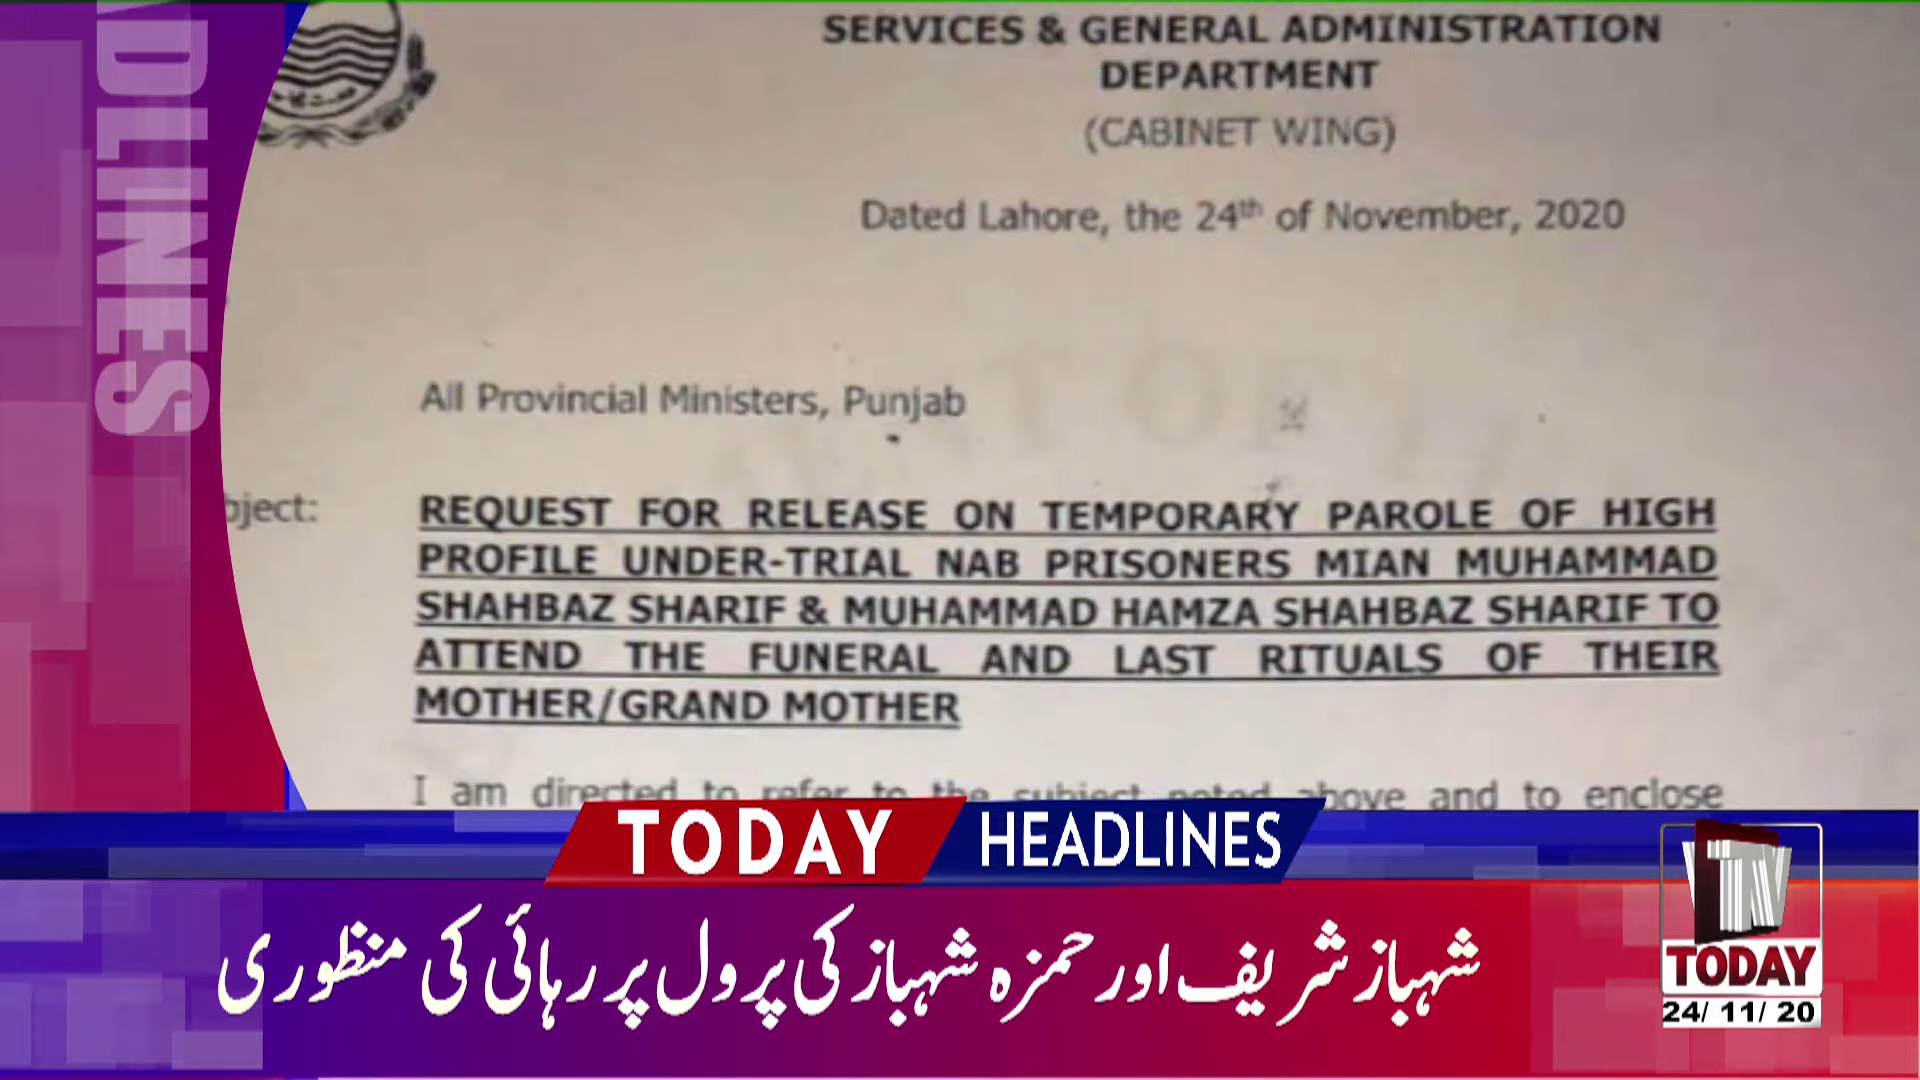 SERVICES & GENERAL ADMINISTRATION
DEPARTMENT
(CABINET WING)
Dated Lahore, the 24th of November, 2020
All Provincial Ministers, Punjab
bject:
REQUEST FOR RELEASE ON TEMPORARY PAROLE OF HIGH
PROFILE UNDER-TRIAL NAB PRISONERS MIAN MUHAMMAD
SHAHBAZ SHARIF & MUHAMMAD HAMZA SHAHBAZ SHARIF TO
ATTEND THE FUNERAL AND LAST RITUALS OF THEIR
MOTHER/GRAND MOTHER
I am directed to refer to the subject noted above and to enclose
ADLINES
TODAY HEADLINES
شہباز شریف اور حمزہ شہباز کی پرول پر رہائی کی منظوری
TN
TODAY
24/ 11/ 20